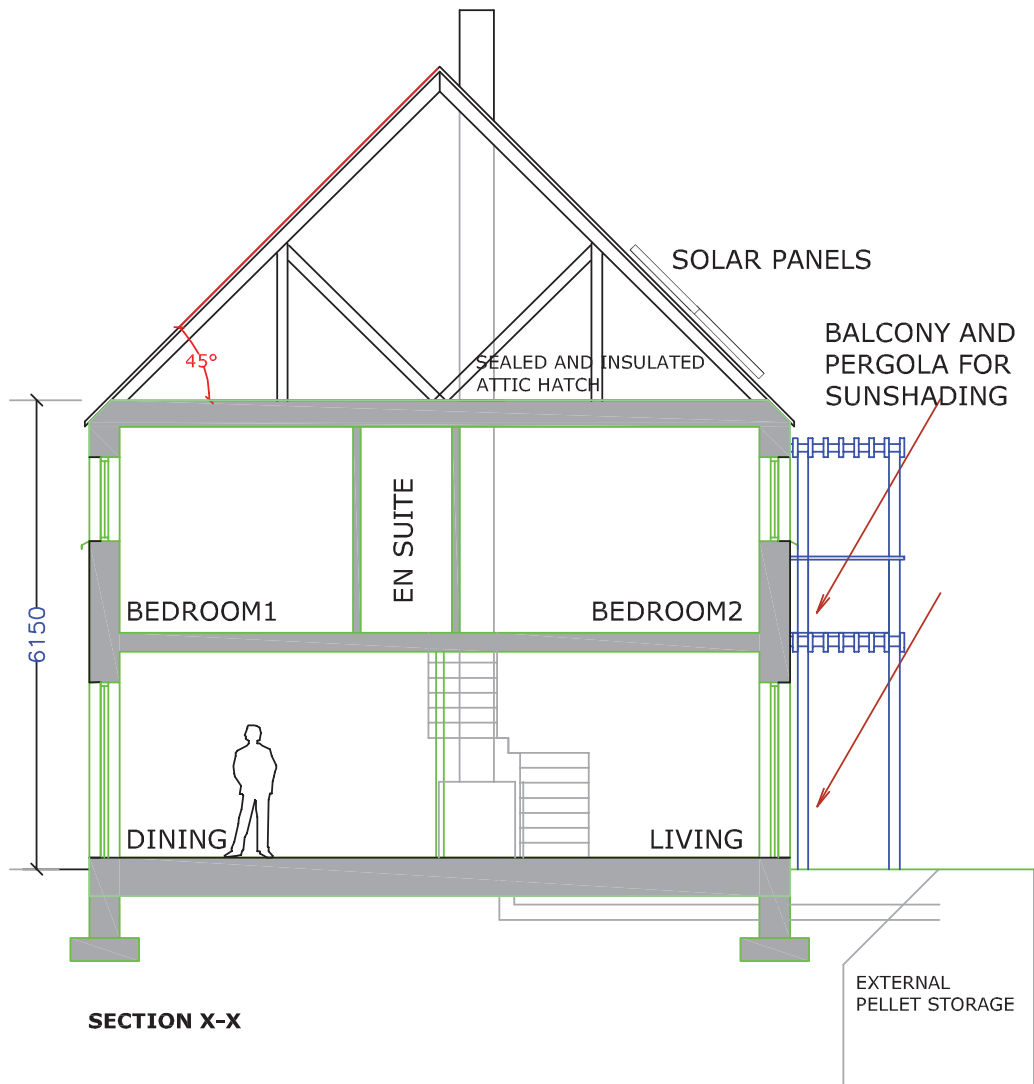 SOLAR PANELS
BALCONY AND
PERGOLA FOR
SUNSHADING
45°
SEALED AND INSULATED
ATTIC HATCH
EN SUITE
BEDROOM1
BEDROOM2
6150
DINING
LIVING
EXTERNAL
PELLET STORAGE
SECTION X-X